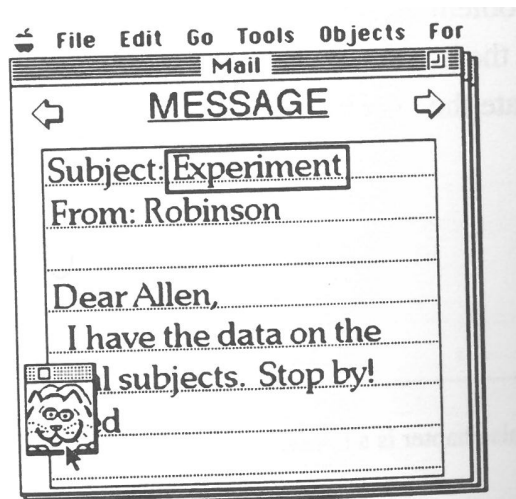 File Edit Go Tools Objects For
Mail
MESSAGE
Subject: Experiment
From: Robinson
Dear Allen,
I have the data on the
l subjects. Stop by!
ed